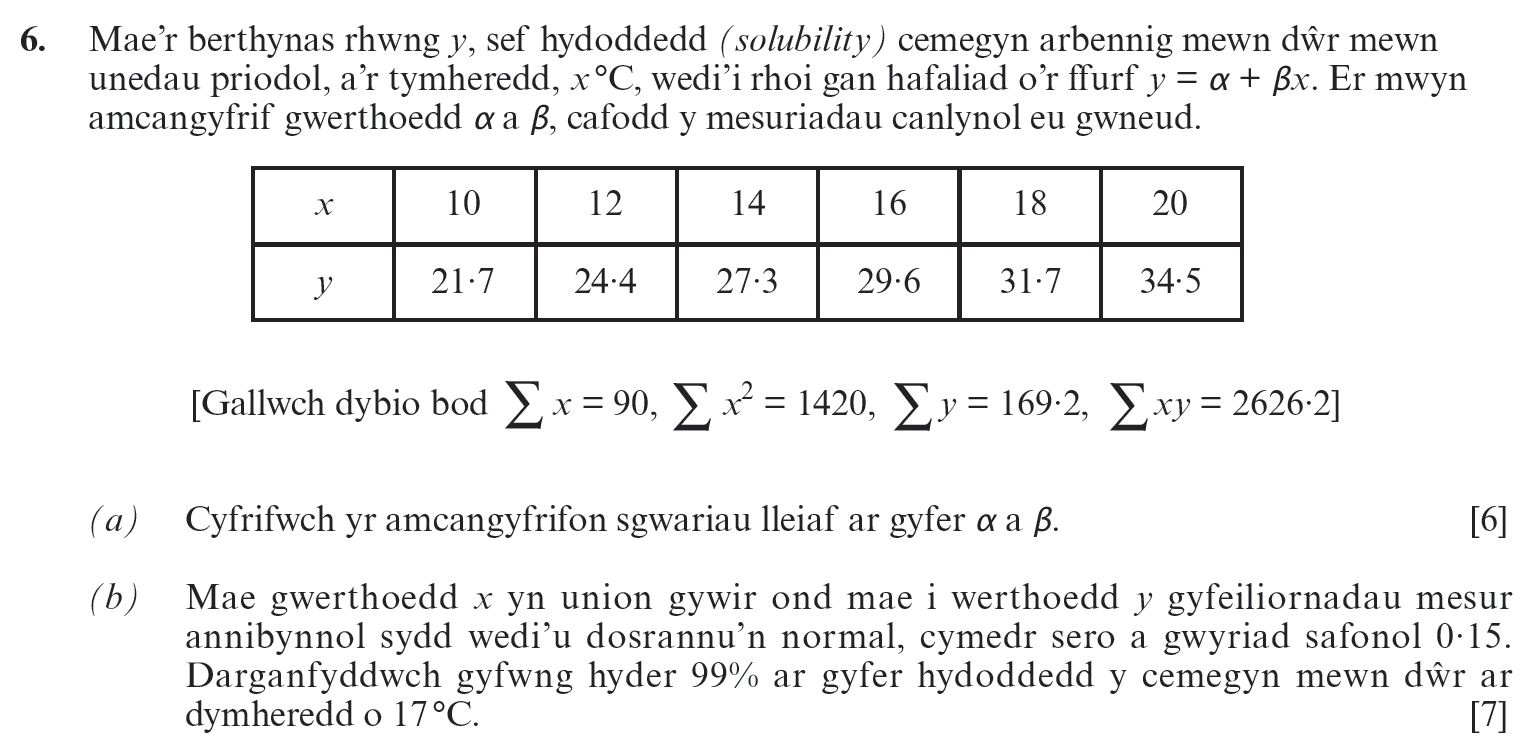 6. Mae'r berthynas rhwng y, sef hydoddedd (solubility) cemegyn arbennig mewn dŵr mewn
unedau priodol, a'r tymheredd, x °C, wedi'i rhoi gan hafaliad o'r ffurf y = α + βx. Er mwyn
amcangyfrif gwerthoedd α a β, cafodd y mesuriadau canlynol eu gwneud.
x 10 12 14 16 18 20
y 21·7 24·4 27·3 29·6 31·7 34·5
[Gallwch dybio bod ∑ x = 90, ∑ x² = 1420, ∑ y = 169·2, ∑ xy = 2626·2]
(a) Cyfrifwch yr amcangyfrifon sgwariau lleiaf ar gyfer α a β. [6]
(b) Mae gwerthoedd x yn union gywir ond mae i werthoedd y gyfeiliornadau mesur
annibynnol sydd wedi'u dosrannu'n normal, cymedr sero a gwyriad safonol 0·15.
Darganfyddwch gyfwng hyder 99% ar gyfer hydoddedd y cemegyn mewn dŵr ar
dymheredd o 17 °C. [7]